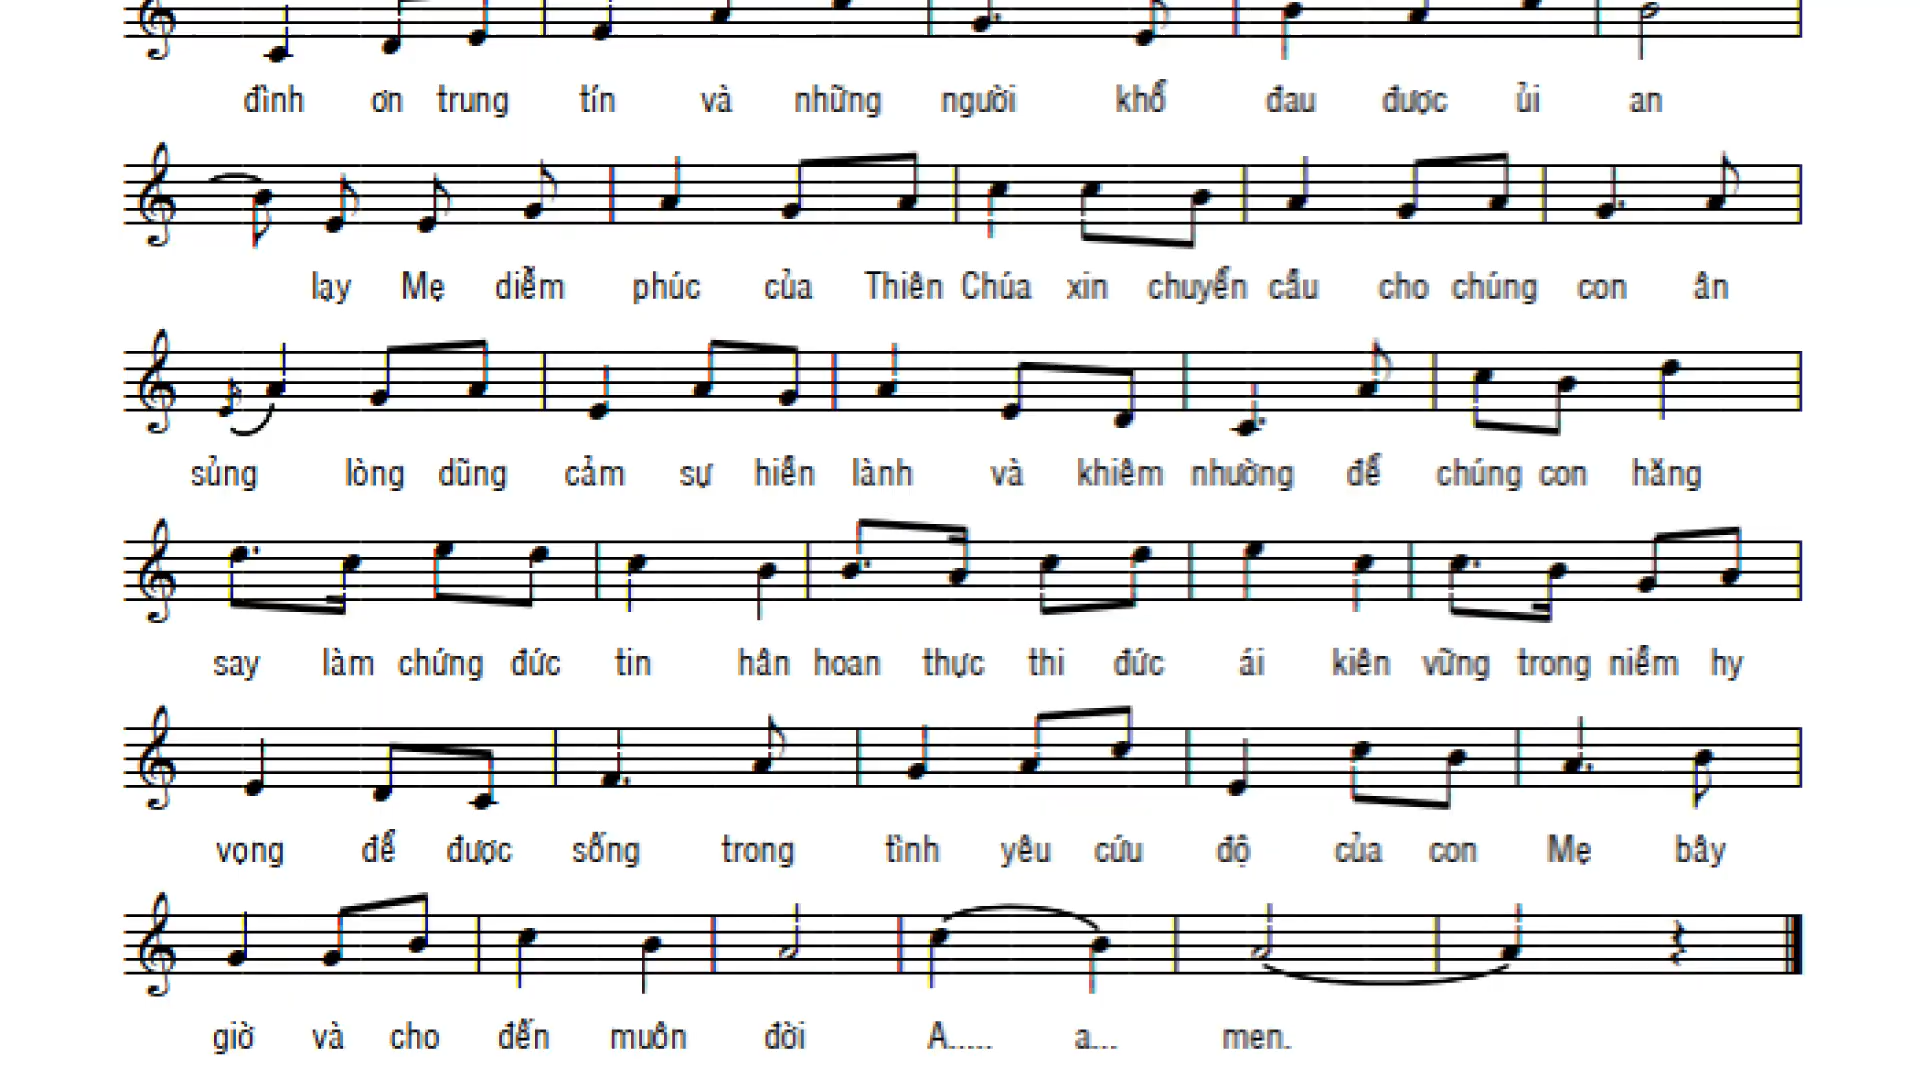 đình ơn trung tín và những người khổ đau được ủi an
lạy Mẹ diễm phúc của Thiên Chúa xin chuyển cầu cho chúng con ân
sủng lòng dũng cảm sự hiền lành và khiêm nhường để chúng con hăng
say làm chứng đức tin hân hoan thực thi đức ái kiên vững trong niềm hy
vọng để được sống trong tình yêu cứu độ của con Mẹ bây
giờ và cho đến muôn đời A..... a... men.